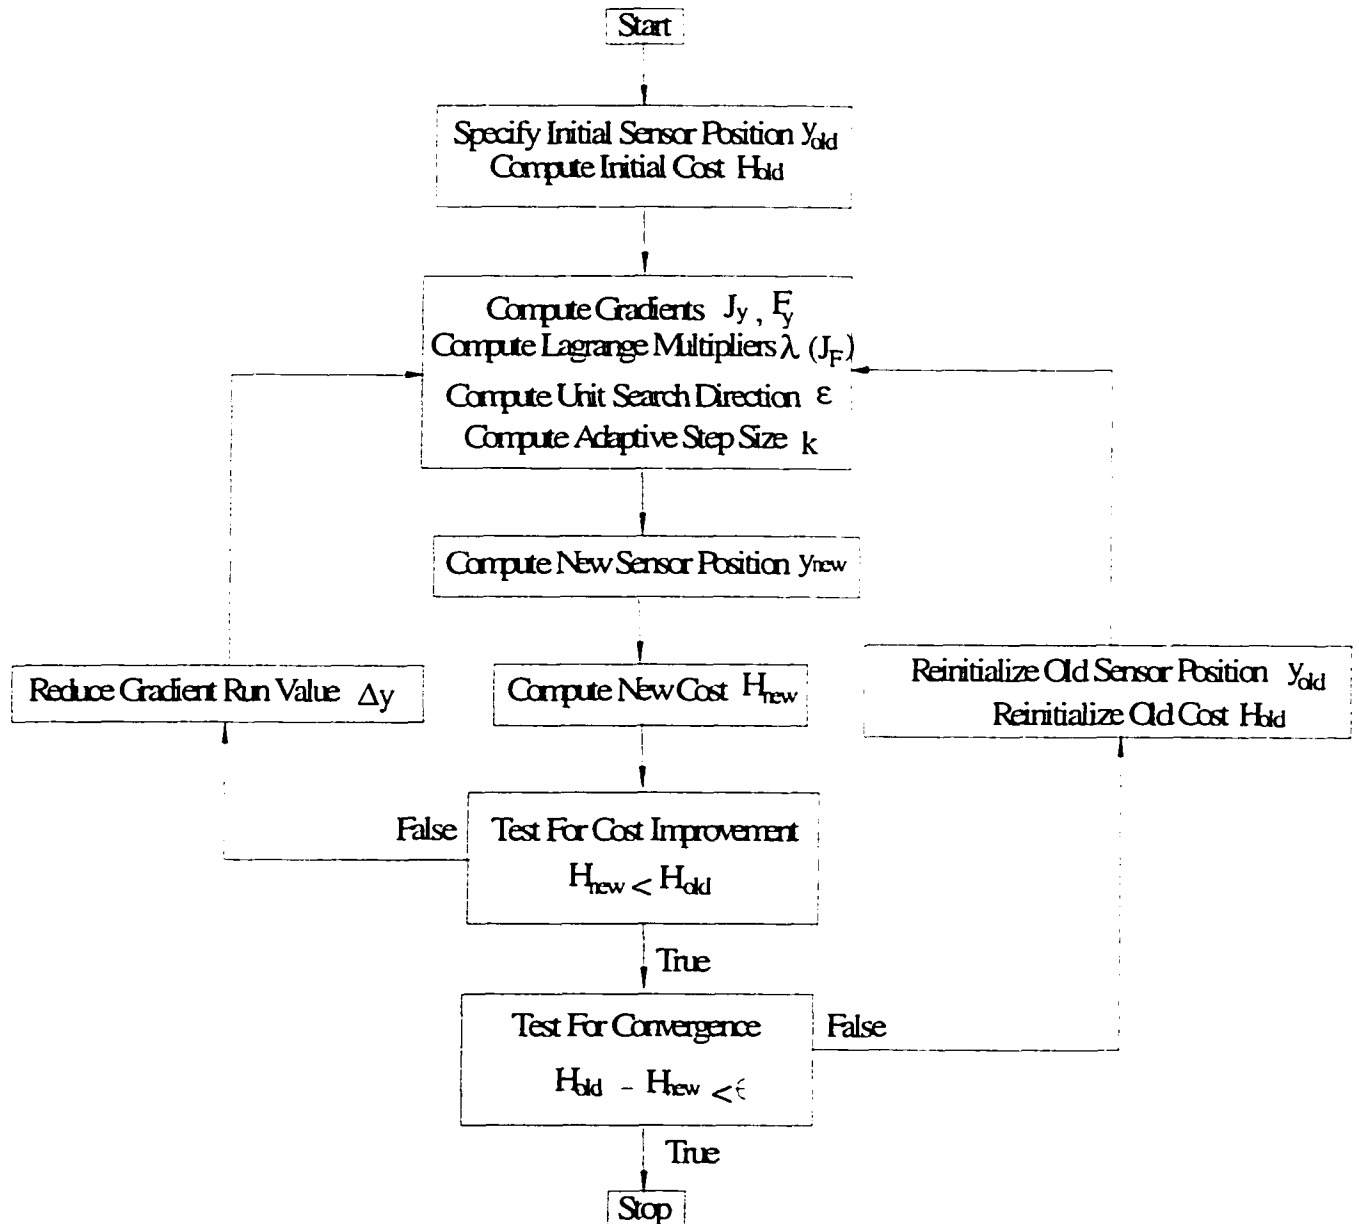 Start
Specify Initial Sensor Position y_old
Compute Initial Cost H_old
Compute Gradients J_y , F_y
Compute Lagrange Multipliers λ (J_F)
Compute Unit Search Direction ε
Compute Adaptive Step Size k
Compute New Sensor Position y_new
Reduce Gradient Run Value Δy
Compute New Cost H_new
Reinitialize Old Sensor Position y_old
Reinitialize Old Cost H_old
False
Test For Cost Improvement
H_new < H_old
True
Test For Convergence
False
H_old - H_new < ϵ
True
Stop